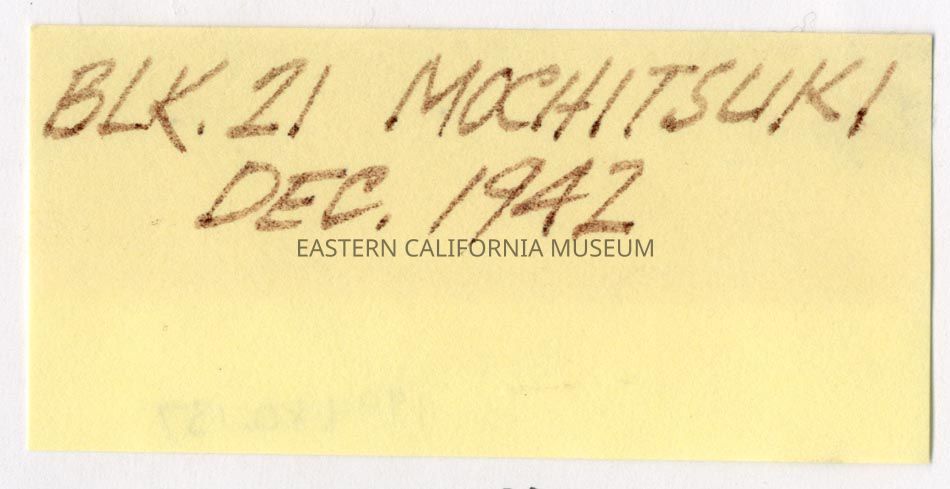 BLK. 21 MOCHITSUKI
DEC. 1942
EASTERN CALIFORNIA MUSEUM